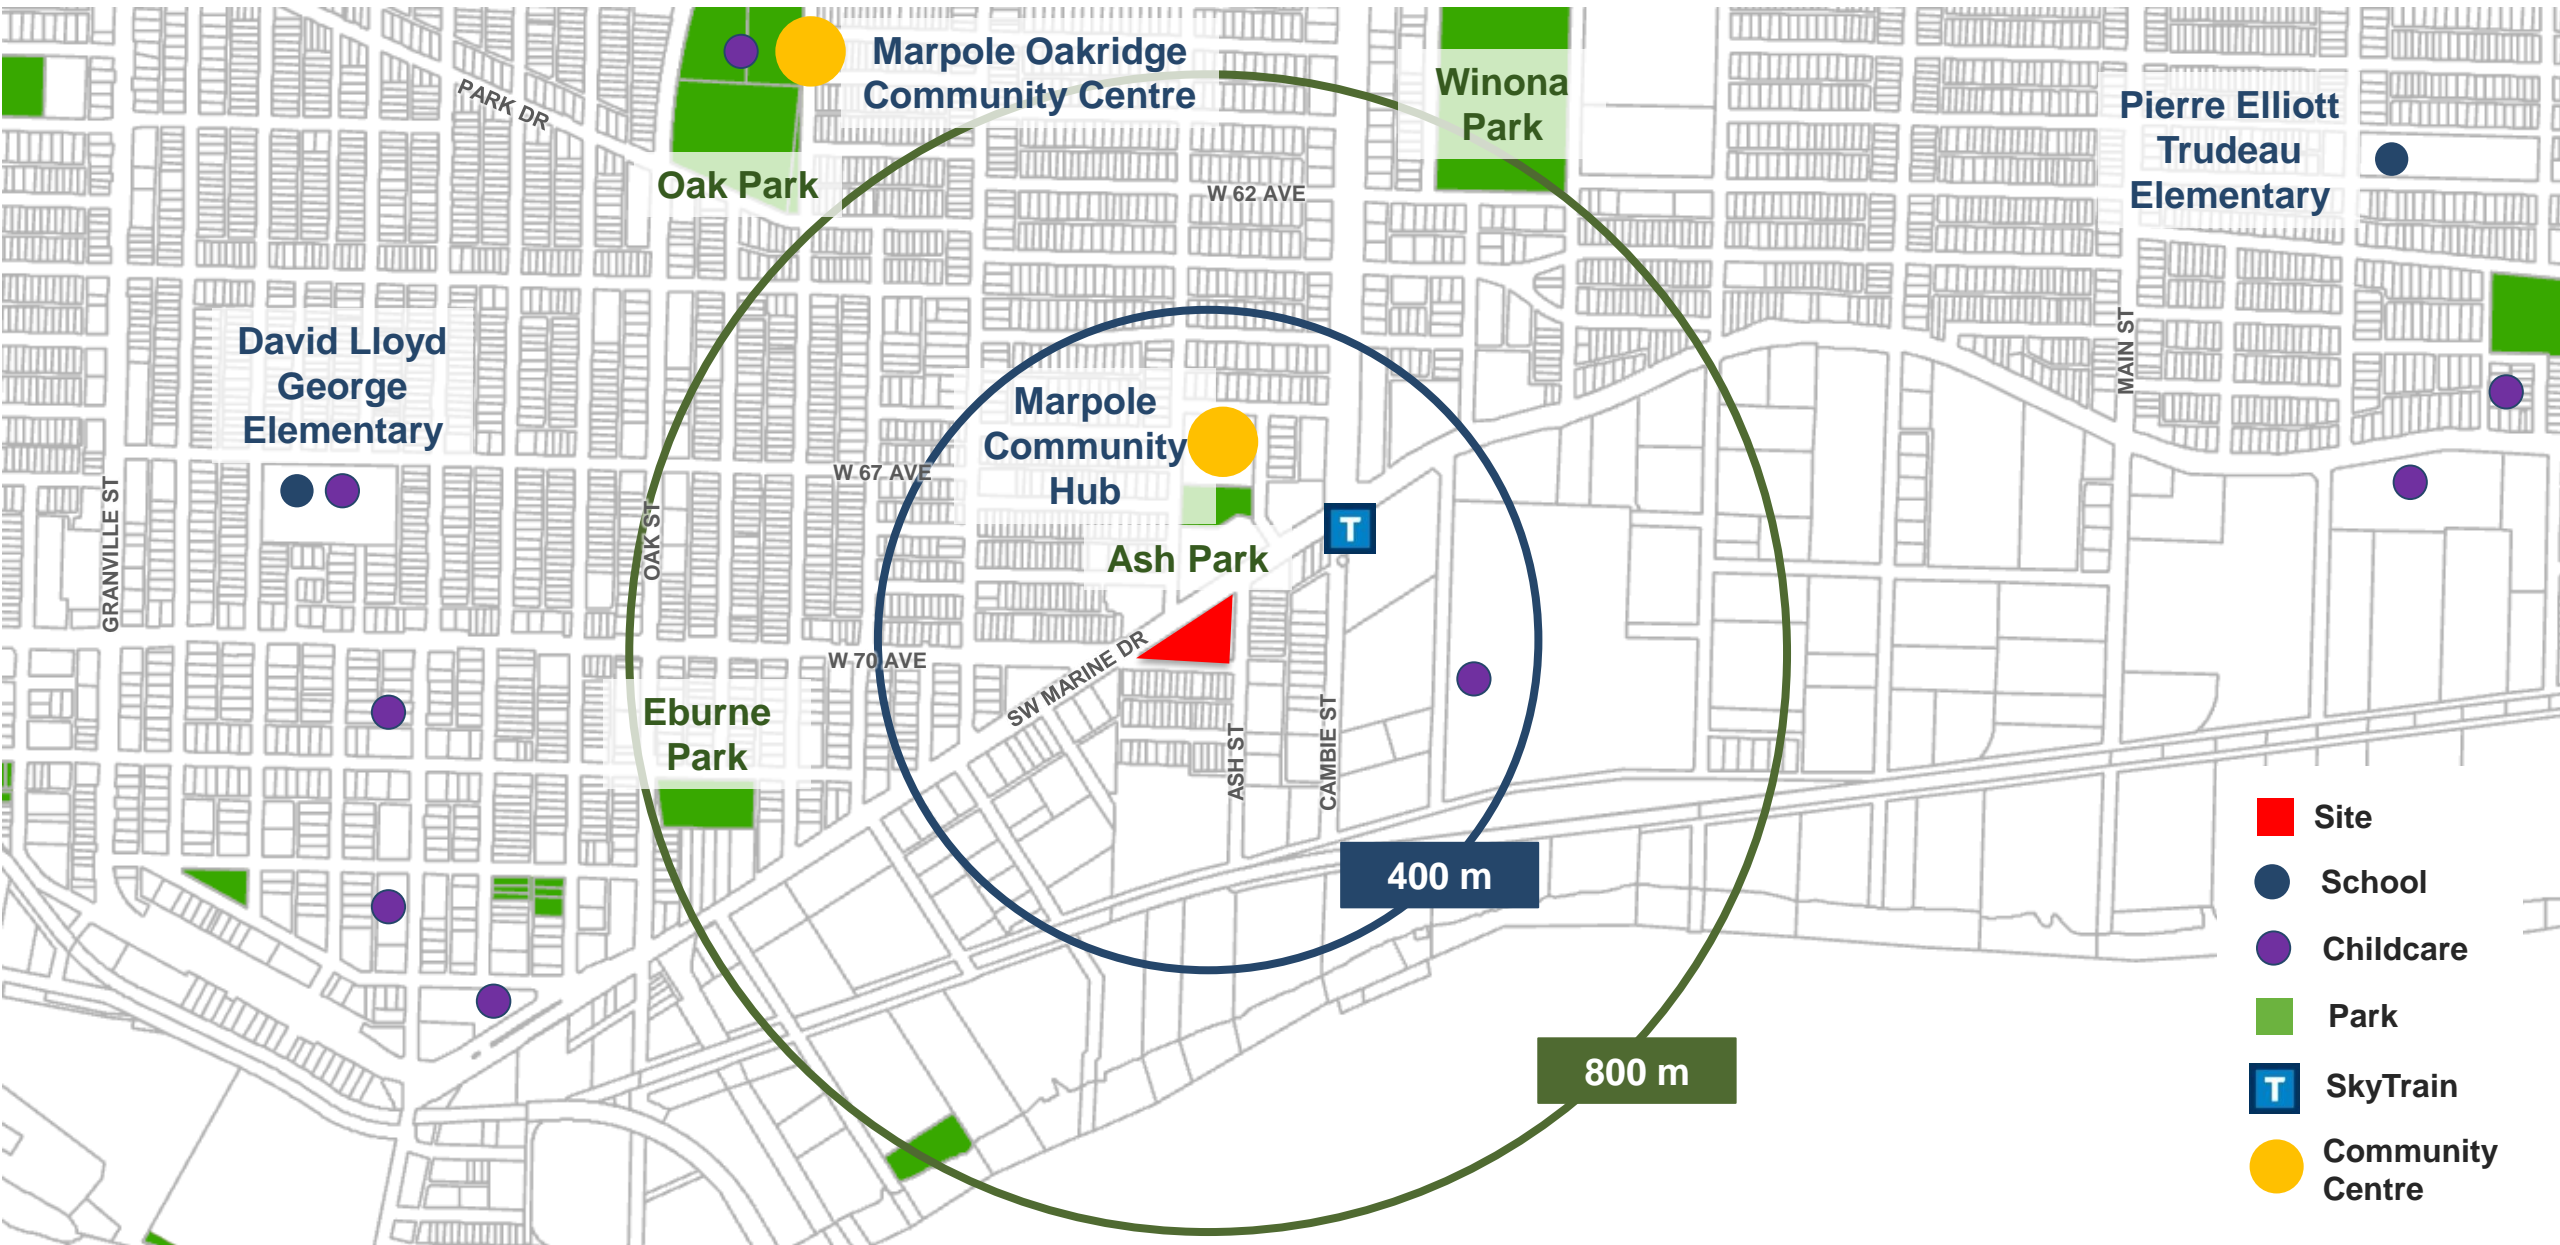 Marpole Oakridge
Community Centre
Winona
Park
PARK DR
Pierre Elliott
Trudeau
Elementary
Oak Park
W 62 AVE
David Lloyd
George
Elementary
MAIN ST
Marpole
Community
Hub
W 67 AVE
GRANVILLE ST
OAK ST
T
Ash Park
W 70 AVE
SW MARINE DR
Eburne
Park
ASH ST
CAMBIE ST
400 m
800 m
Site
School
Childcare
Park
T
SkyTrain
Community
Centre